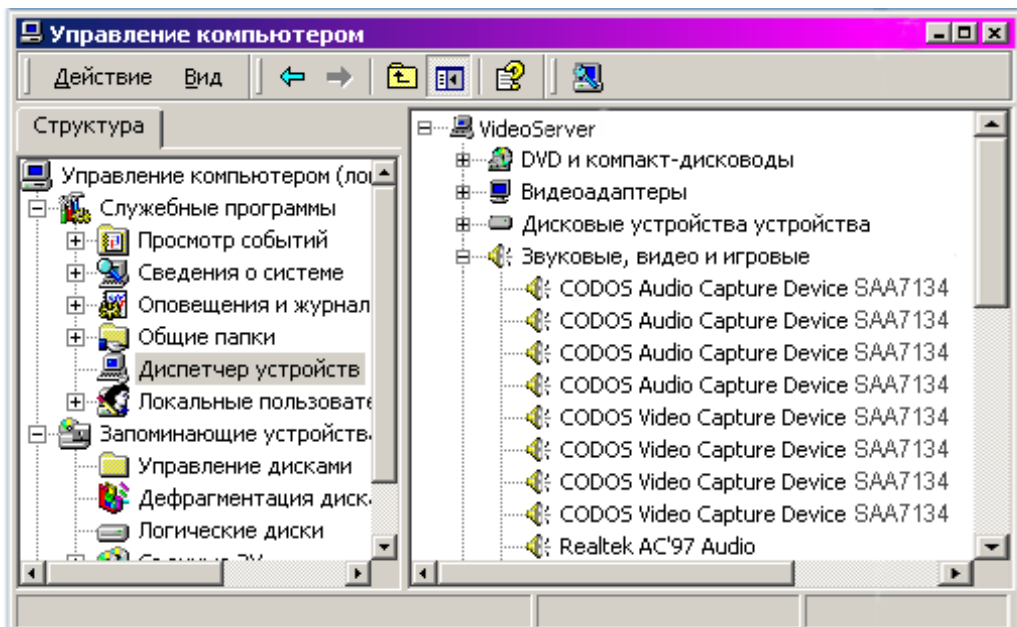 Управление компьютером
Действие Вид
Структура
Управление компьютером (ло
Служебные программы
Просмотр событий
Сведения о системе
Оповещения и журнал
Общие папки
Диспетчер устройств
Локальные пользовате
Запоминающие устройств
Управление дисками
Дефрагментация диск
Логические диски
VideoServer
DVD и компакт-дисководы
Видеоадаптеры
Дисковые устройства устройства
Звуковые, видео и игровые
CODOS Audio Capture Device SAA7134
CODOS Audio Capture Device SAA7134
CODOS Audio Capture Device SAA7134
CODOS Audio Capture Device SAA7134
CODOS Video Capture Device SAA7134
CODOS Video Capture Device SAA7134
CODOS Video Capture Device SAA7134
CODOS Video Capture Device SAA7134
Realtek AC'97 Audio